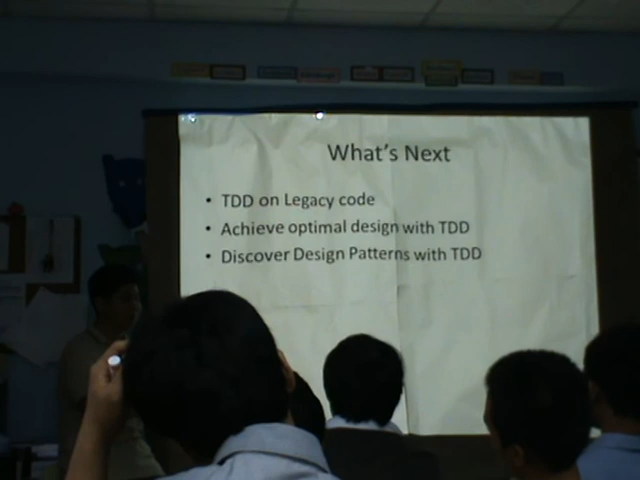 What's Next
• TDD on Legacy code
• Achieve optimal design with TDD
• Discover Design Patterns with TDD